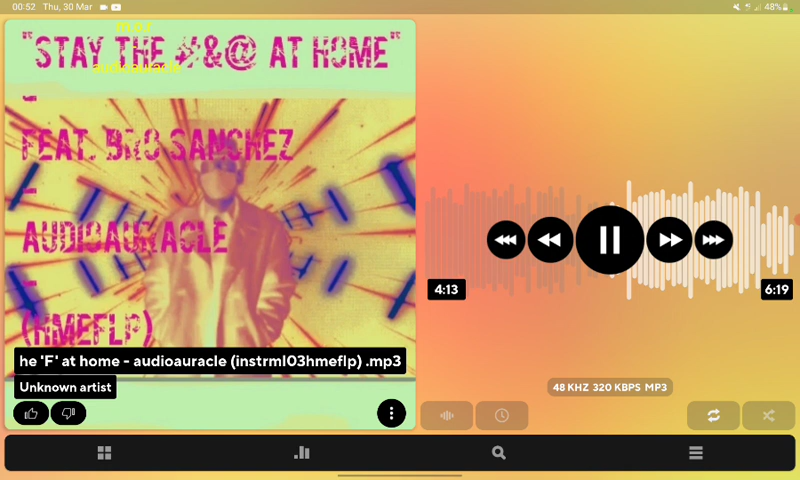 00:52 Thu, 30 Mar
48%
m.o.r
-
audioauracle
"STAY THE #&@ AT HOME"
-
FEAT. BRO SANCHEZ
-
AUDIOAURACLE
-
(HMEFLP)
he 'F' at home - audioauracle (instrml03hmeflp) .mp3
Unknown artist
4:13
6:19
48 KHZ 320 KBPS MP3